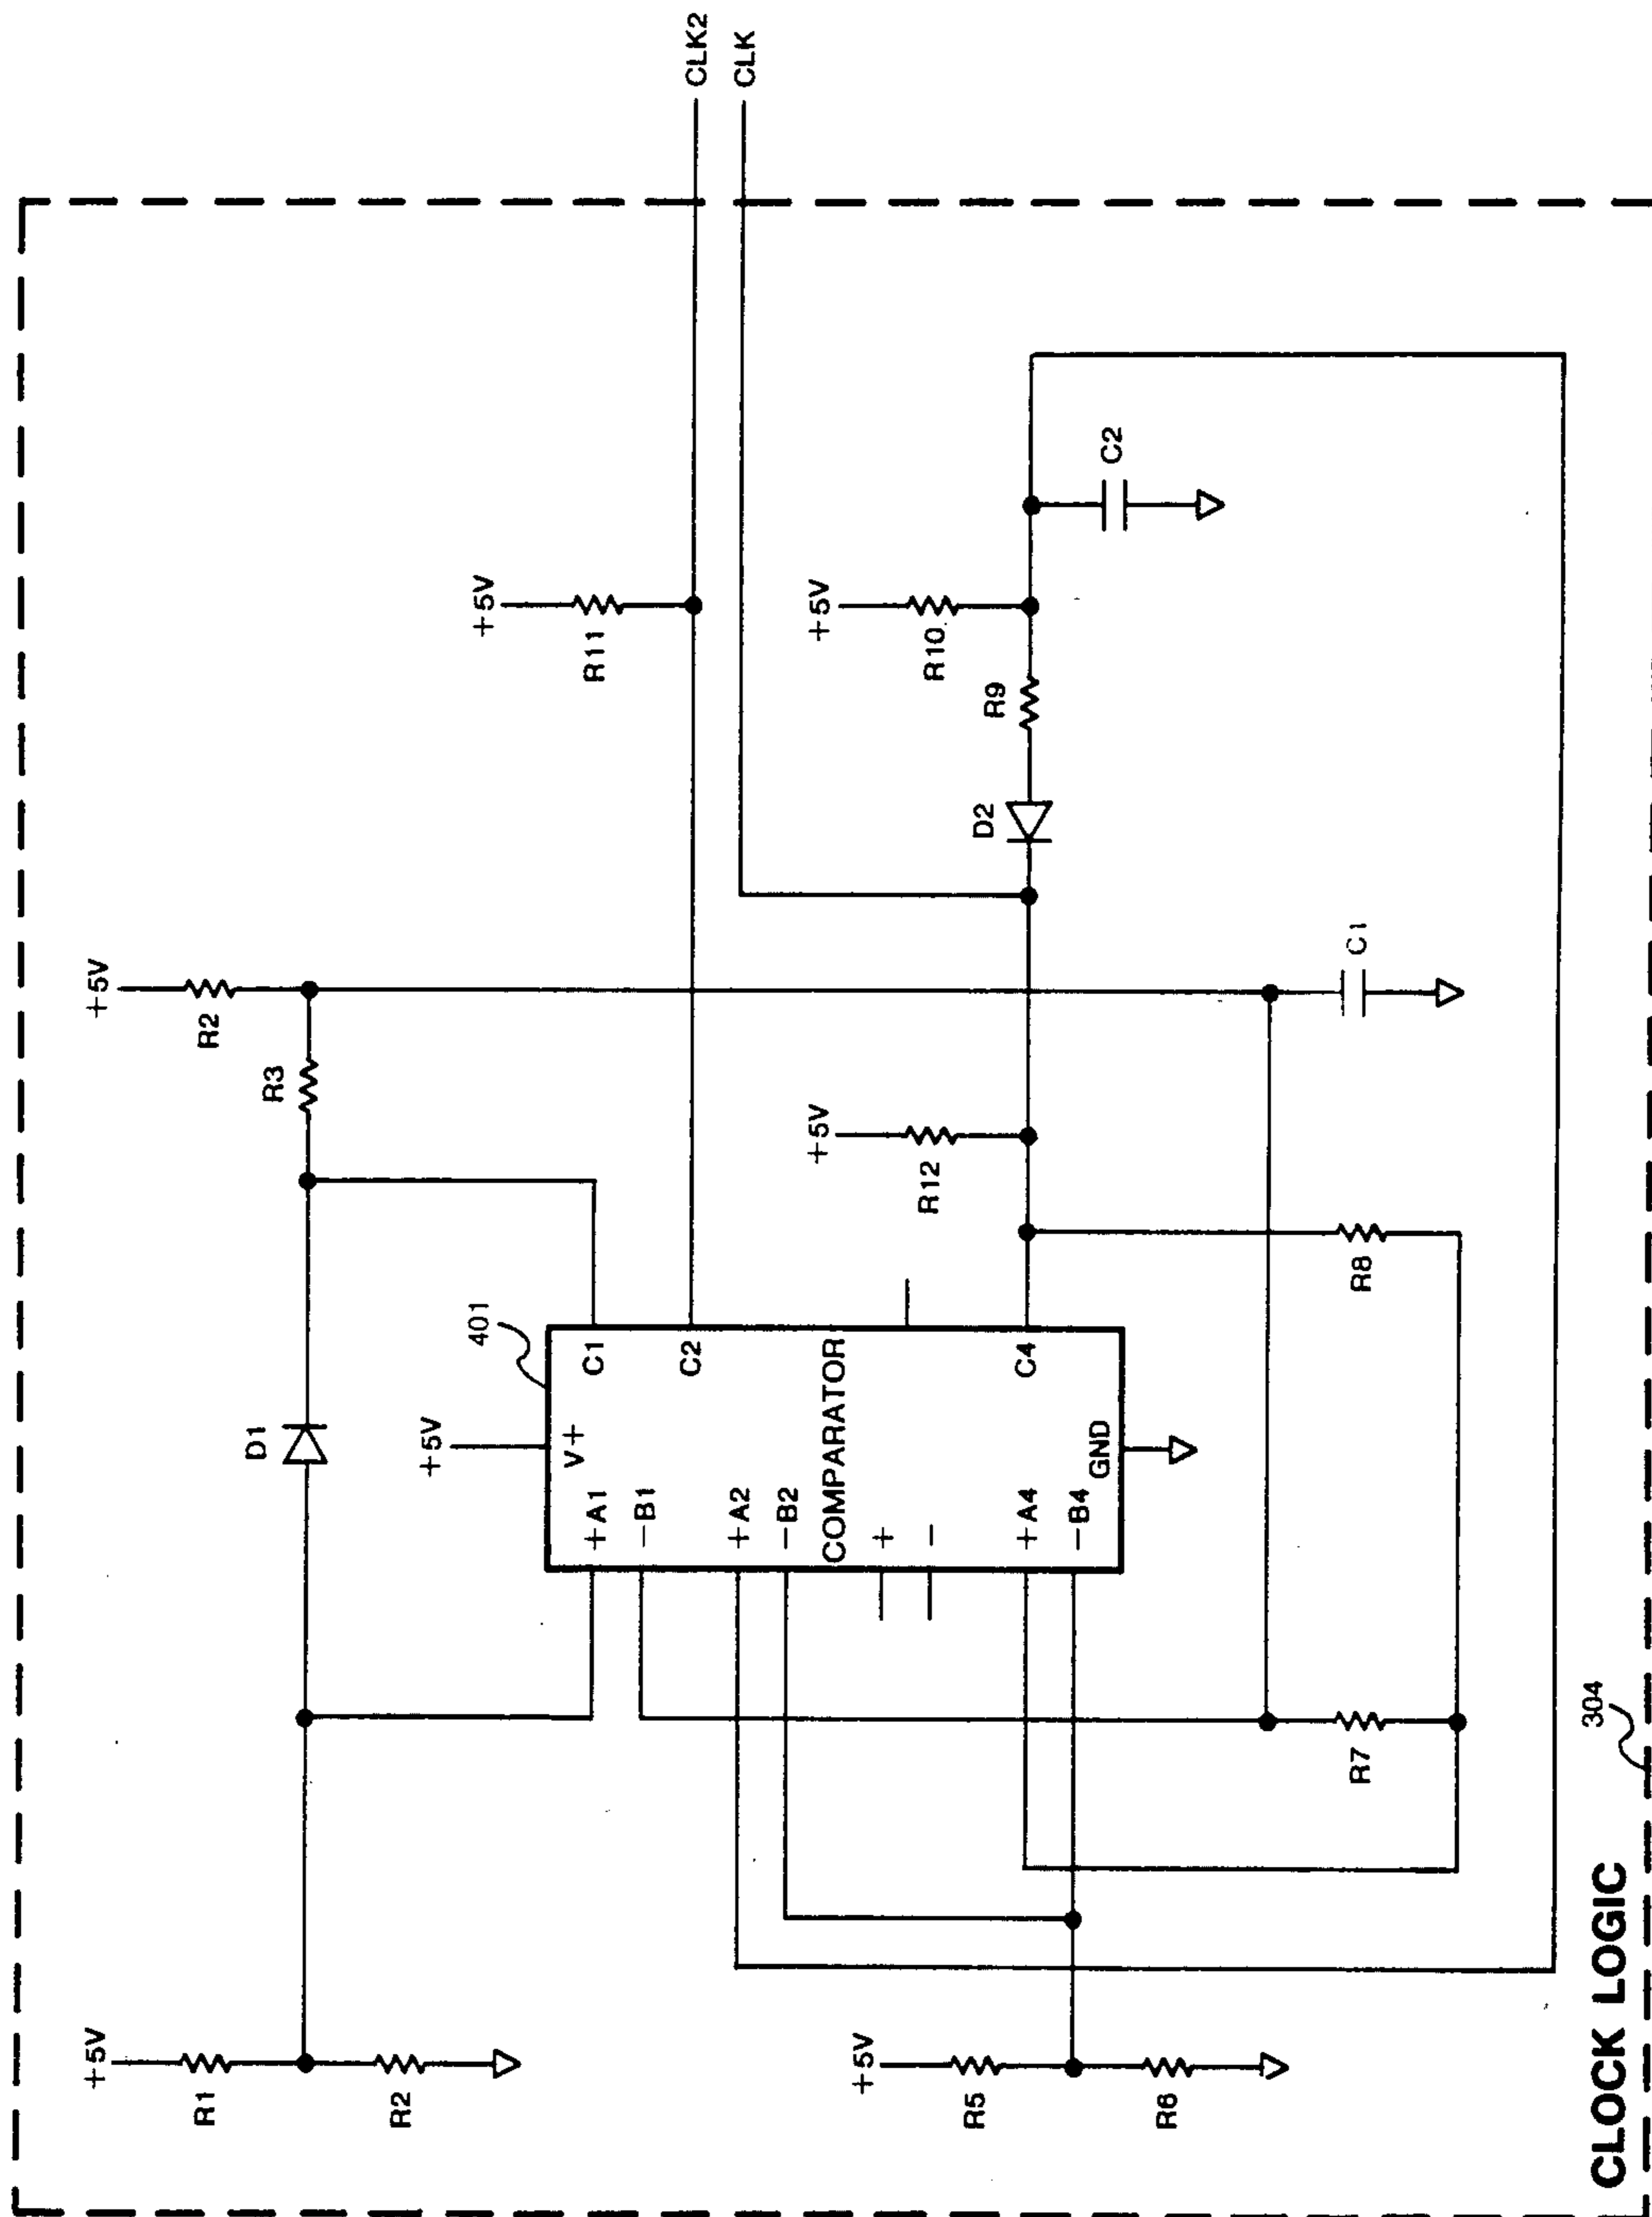 +5V
R1
R2
+5V
R5
R6
D1
+5V
401
V+
+A1
C1
-B1
+A2
C2
-B2
COMPARATOR
+
-
+A4
C4
-B4
GND
R7
R8
+5V
R12
R3
+5V
R2
C1
D2
R9
+5V
R10
+5V
R11
C2
CLK2
CLK
CLOCK LOGIC
304